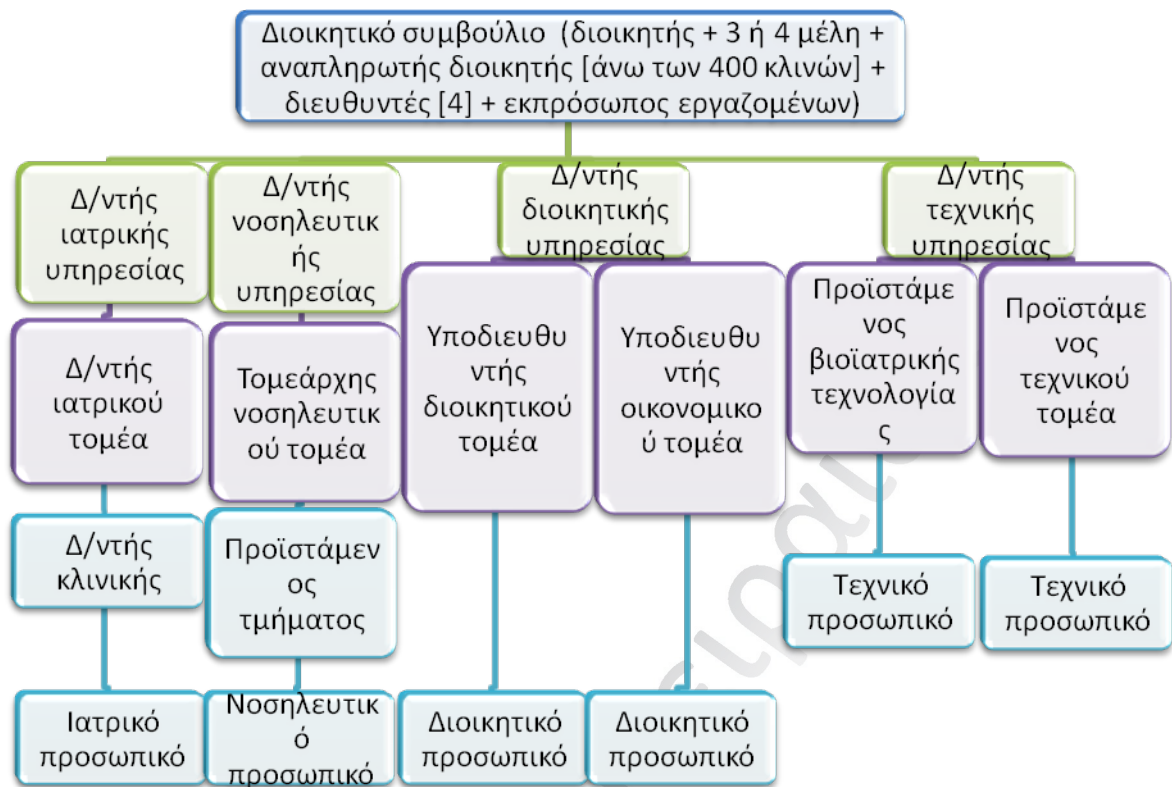 Διοικητικό συμβούλιο (διοικητής + 3 ή 4 μέλη +
αναπληρωτής διοικητής [άνω των 400 κλινών] +
διευθυντές [4] + εκπρόσωπος εργαζομένων)
Δ/ντής
ιατρικής
υπηρεσίας
Δ/ντής
νοσηλευτικ
ής
υπηρεσίας
Δ/ντής
διοικητικής
υπηρεσίας
Δ/ντής
τεχνικής
υπηρεσίας
Δ/ντής
ιατρικού
τομέα
Τομεάρχης
νοσηλευτικ
ού τομέα
Υποδιευθυ
ντής
διοικητικού
τομέα
Υποδιευθυ
ντής
οικονομικο
ύ τομέα
Προϊστάμε
νος
βιοϊατρικής
τεχνολογία
ς
Προϊστάμε
νος
τεχνικού
τομέα
Δ/ντής
κλινικής
Προϊστάμεν
ος
τμήματος
Τεχνικό
προσωπικό
Τεχνικό
προσωπικό
Ιατρικό
προσωπικό
Νοσηλευτικ
ό
προσωπικό
Διοικητικό
προσωπικό
Διοικητικό
προσωπικό